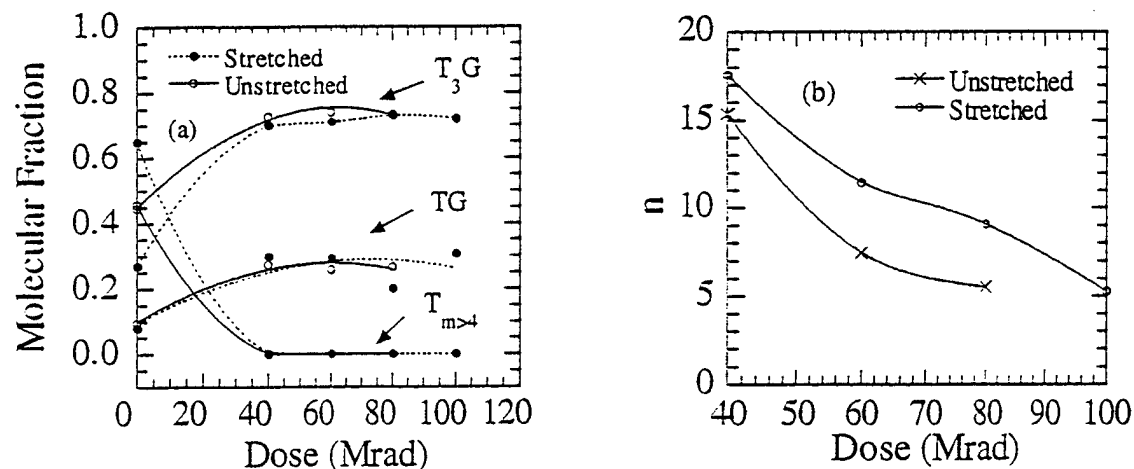 1.0
0.8
0.6
0.4
0.2
0.0
Molecular Fraction
Stretched
Unstretched
(a)
T3G
TG
Tm>4
0 20 40 60 80 100 120
Dose (Mrad)
20
15
10
5
0
n
(b)
Unstretched
Stretched
40 50 60 70 80 90 100
Dose (Mrad)